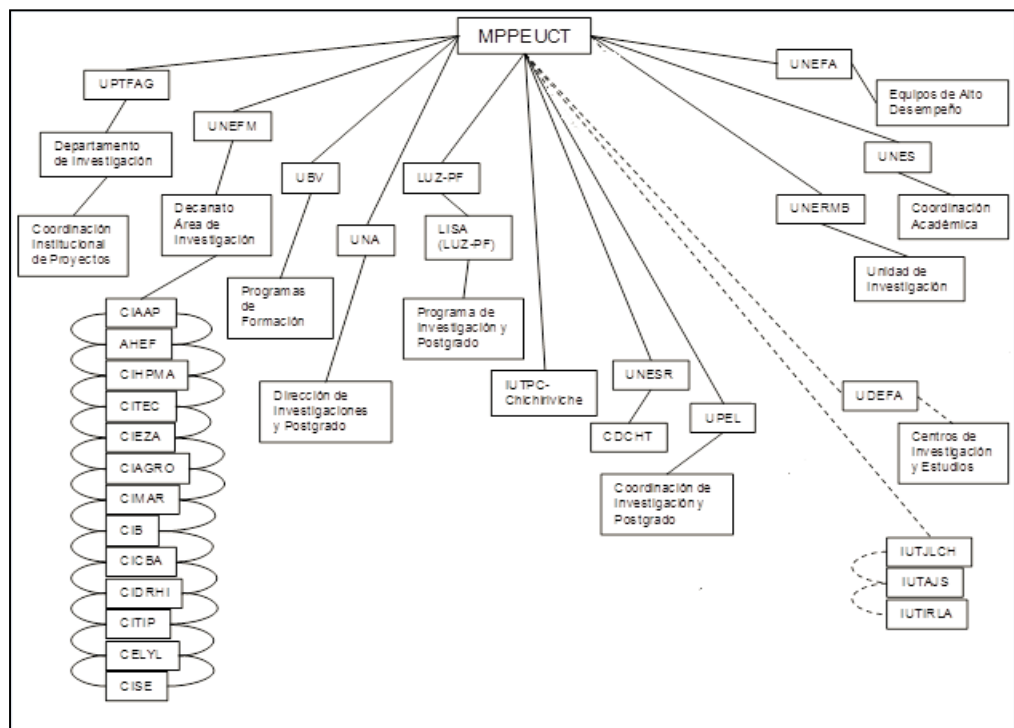 MPPEUCT
UPTFAG
Departamento
de Investigación
Coordinación
Institucional
de Proyectos
UNEFM
Decanato
Área de
Investigación
CIAAP
AHEF
CIHPMA
CITEC
CIEZA
CIAGRO
CIMAR
CIB
CICBA
CIDRHI
CITIP
CELYL
CISE
UBV
Programas
de
Formación
UNA
Dirección de
Investigaciones
y Postgrado
LUZ-PF
LISA
(LUZ-PF)
Programa de
Investigación y
Postgrado
IUTPC-
Chichiriviche
UNESR
CDCHT
UPEL
Coordinación de
Investigación y
Postgrado
UNEFA
Equipos de Alto
Desempeño
UNES
Coordinación
Académica
UNERMB
Unidad de
Investigación
UDEFA
Centros de
Investigación
y Estudios
IUTJLCH
IUTAJS
IUTIRLA